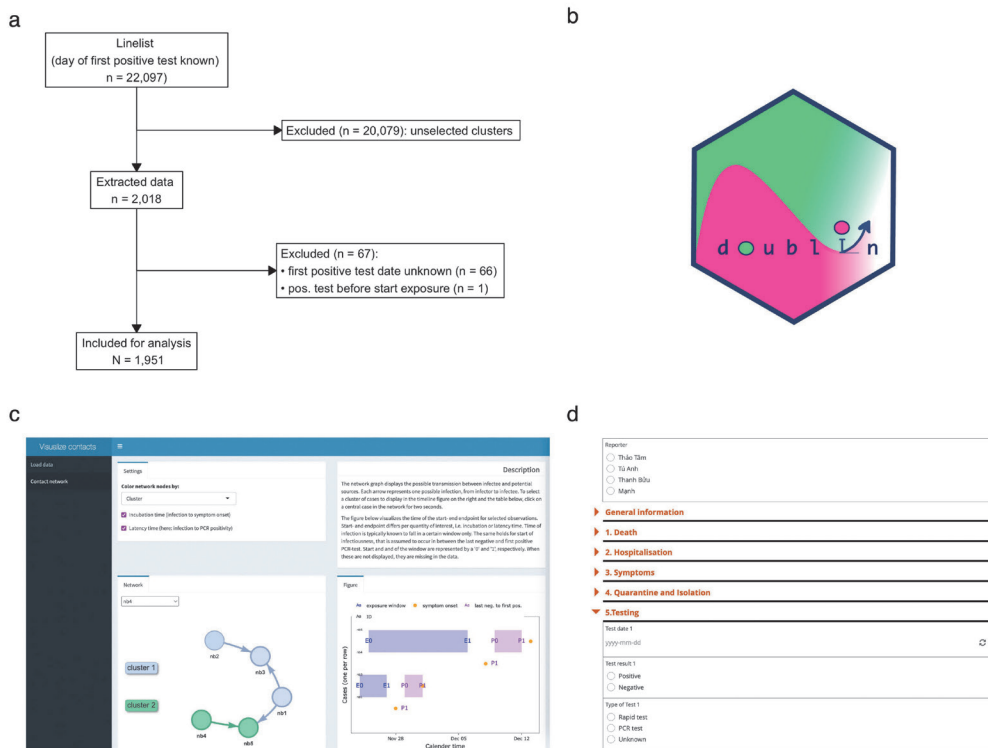 a
Linelist
(day of first positive test known)
n = 22,097)
Excluded (n = 20,079): unselected clusters
Extracted data
n = 2,018
Excluded (n = 67):
• first positive test date unknown (n = 66)
• pos. test before start exposure (n = 1)
Included for analysis
N = 1,951
b
d o u b l I n
c
Visualize contacts
Load data
Contact network
Settings
Color network nodes by:
Cluster
Incubation time (infection to symptom onset)
Latency time (here: infection to PCR positivity)
Description
The network graph displays the possible transmission between infectee and potential
sources. Each arrow represents one possible infection, from infector to infectee. To select
a cluster of cases to display in the timeline figure on the right and the table below, click on
a central case in the network for two seconds.
The figure below visualizes the time of the start- and endpoint for selected observations.
Start- and endpoint differs per quantity of interest, i.e. incubation or latency time. Time of
infection is typically known to fall in a certain window only. The same holds for start of
infectiousness, that is assumed to occur in between the last negative and first positive
PCR-test. Start and end of the window are represented by a '0' and '1', respectively. When
these are not displayed, they are missing in the data.
Network
nb4
cluster 1
cluster 2
nb2
nb3
nb1
nb4
nb5
Figure
Aa exposure window
symptom onset
Aa last neg. to first pos.
Aa ID
E0 E1 P0 P1
P1
E0 E1 P0 P1
P1
Cases (one per row)
Nov 28 Dec 05 Dec 12
Calender time
d
Reporter
Thảo Tâm
Tú Anh
Thanh Bửu
Mạnh
General information
1. Death
2. Hospitalisation
3. Symptoms
4. Quarantine and Isolation
5.Testing
Test date 1
yyyy-mm-dd
Test result 1
Positive
Negative
Type of Test 1
Rapid test
PCR test
Unknown